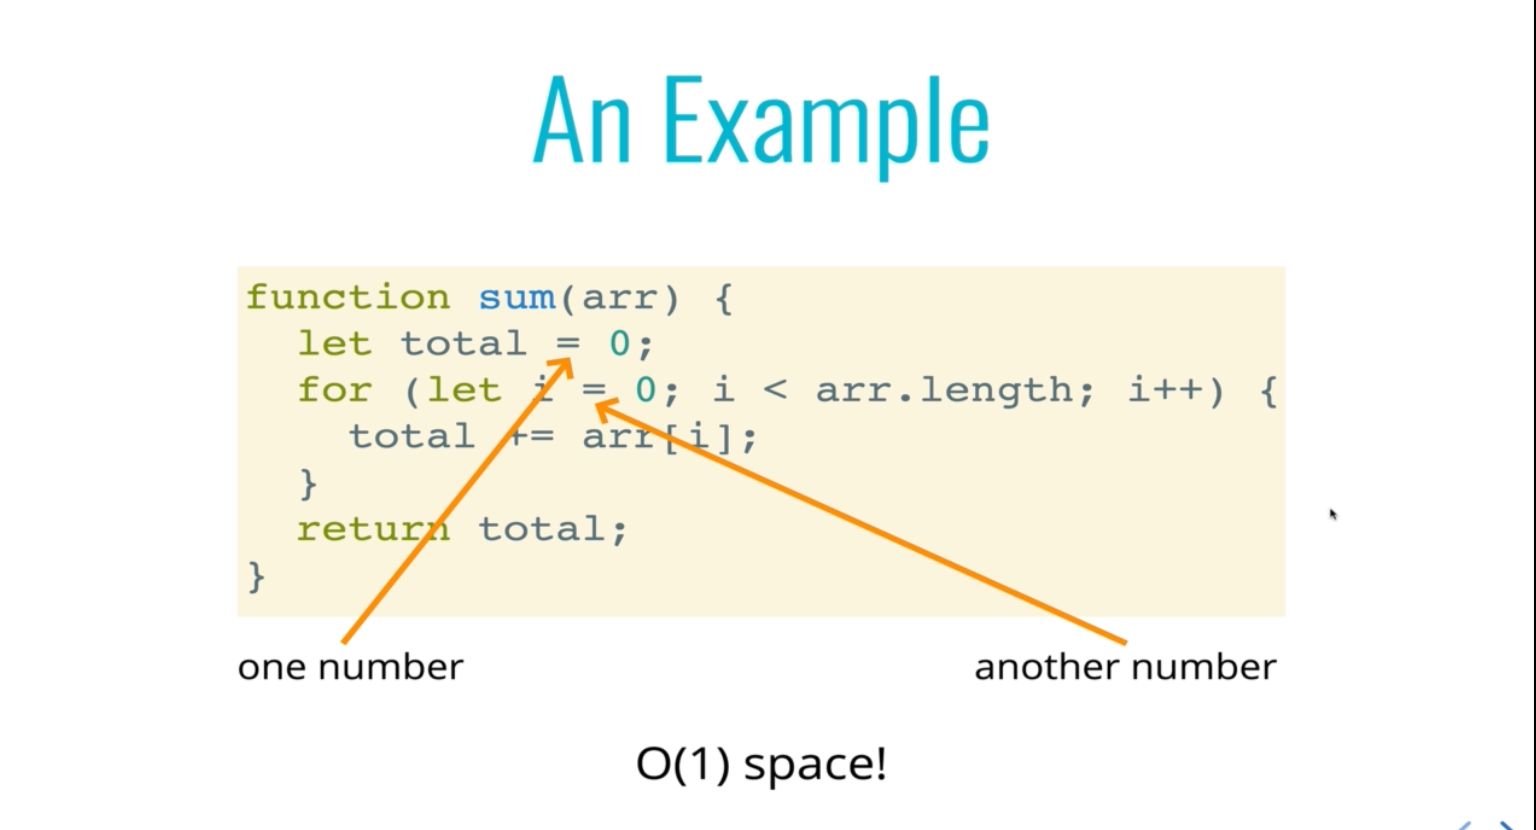 An Example
function sum(arr) {
  let total = 0;
  for (let i = 0; i < arr.length; i++) {
    total += arr[i];
  }
  return total;
}
one number
another number
O(1) space!